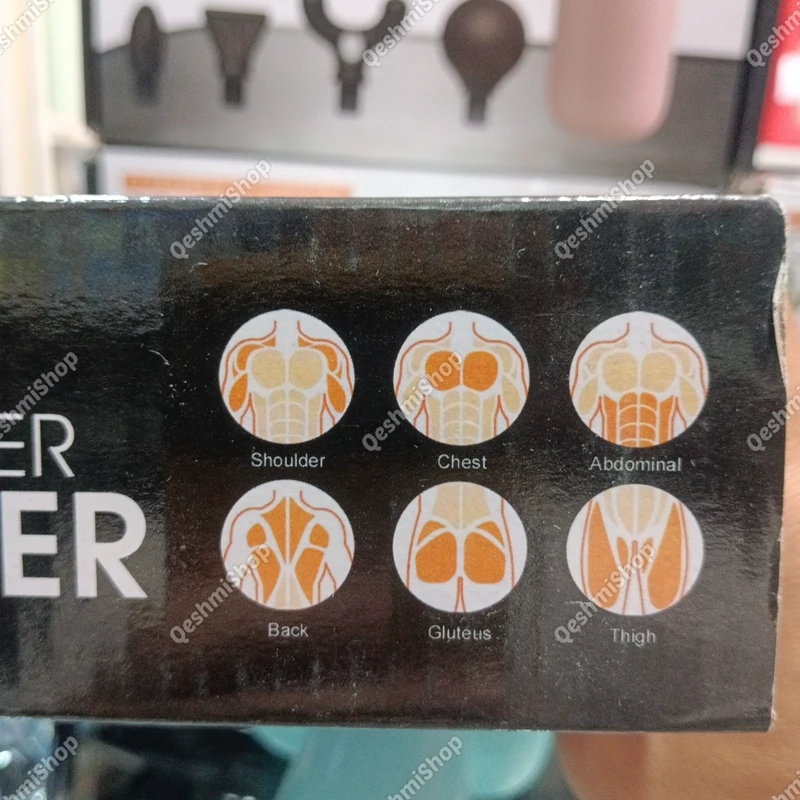 QeshmiShop
ER
ER
Shoulder
Chest
Abdominal
Back
Gluteus
Thigh